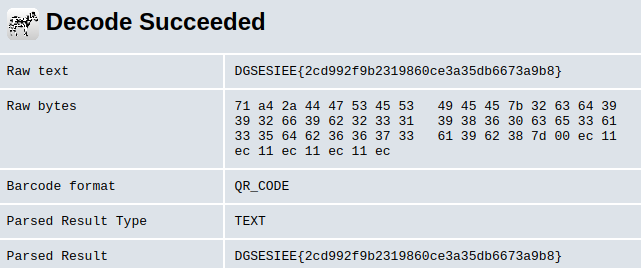 Decode Succeeded
Raw text DGSESIEE{2cd992f9b2319860ce3a35db6673a9b8}
Raw bytes 71 a4 2a 44 47 53 45 53 49 45 45 7b 32 63 64 39
39 32 66 39 62 32 33 31 39 38 36 30 63 65 33 61
33 35 64 62 36 36 37 33 61 39 62 38 7d 00 ec 11
ec 11 ec 11 ec 11 ec
Barcode format QR_CODE
Parsed Result Type TEXT
Parsed Result DGSESIEE{2cd992f9b2319860ce3a35db6673a9b8}